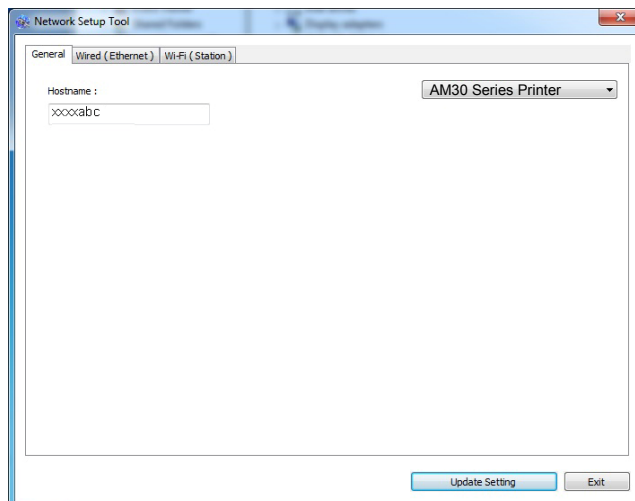 Network Setup Tool
General
Wired ( Ethernet )
Wi-Fi ( Station )
Hostname :
AM30 Series Printer
xxxxabc
Update Setting
Exit